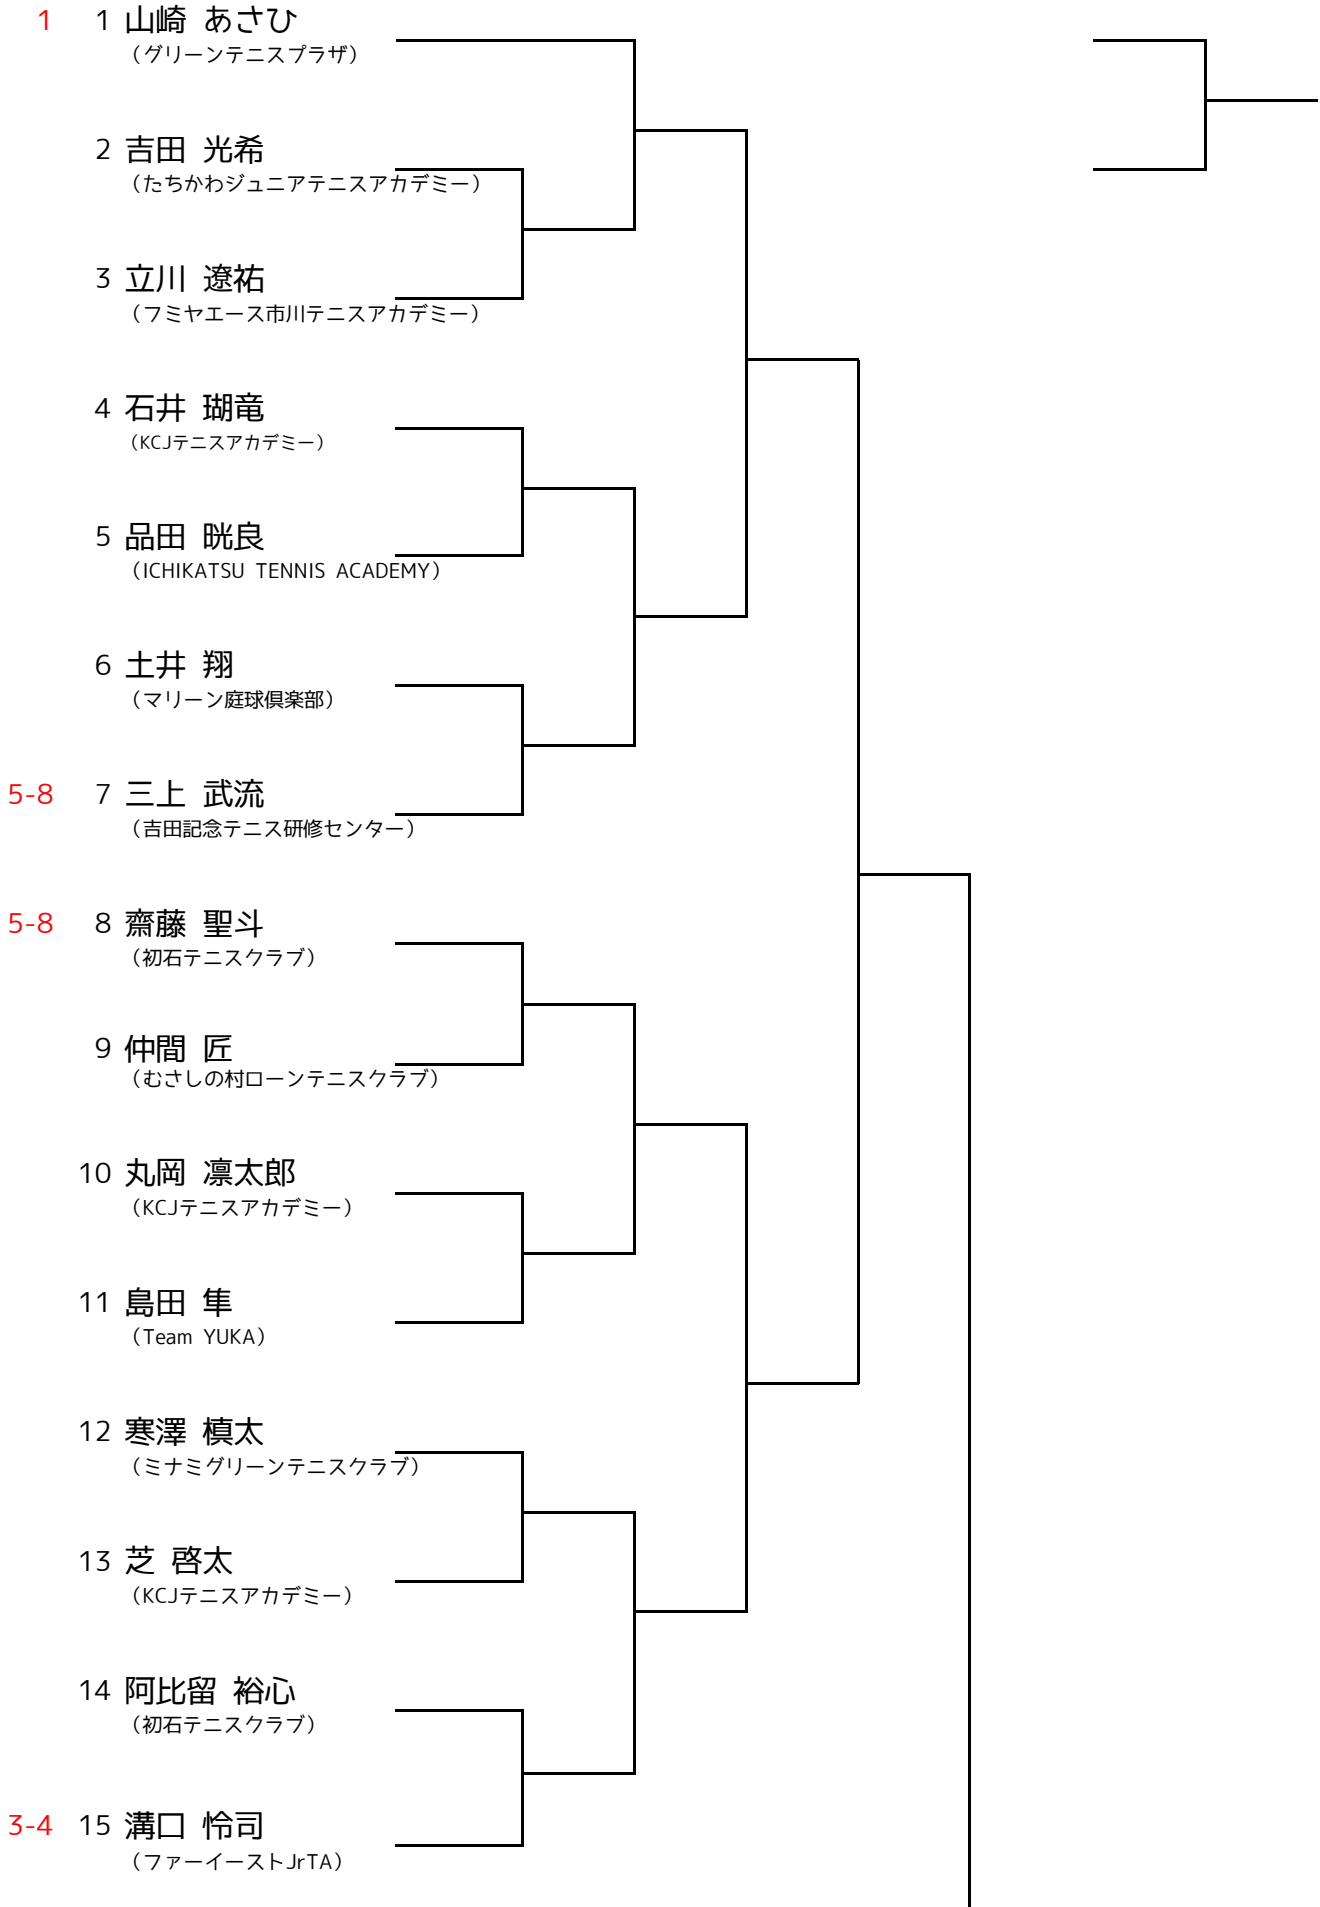 1 1 山崎 あさひ
（グリーンテニスプラザ）
2 吉田 光希
（たちかわジュニアテニスアカデミー）
3 立川 遼祐
（フミヤエース市川テニスアカデミー）
4 石井 瑚竜
（KCJテニスアカデミー）
5 品田 晄良
（ICHIKATSU TENNIS ACADEMY）
6 土井 翔
（マリーン庭球倶楽部）
5-8 7 三上 武流
（吉田記念テニス研修センター）
5-8 8 齋藤 聖斗
（初石テニスクラブ）
9 仲間 匠
（むさしの村ローンテニスクラブ）
10 丸岡 凛太郎
（KCJテニスアカデミー）
11 島田 隼
（Team YUKA）
12 寒澤 槙太
（ミナミグリーンテニスクラブ）
13 芝 啓太
（KCJテニスアカデミー）
14 阿比留 裕心
（初石テニスクラブ）
3-4 15 溝口 怜司
（ファーイーストJrTA）